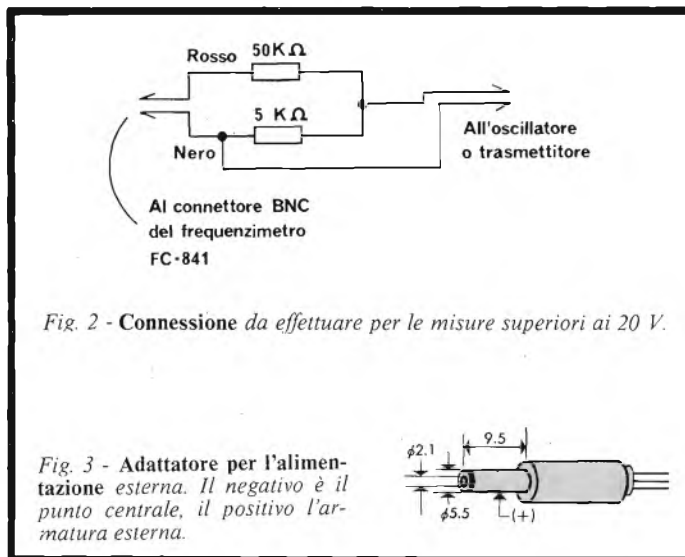 Rosso 50KΩ
5 KΩ
Nero
All'oscillatore
o trasmettitore
Al connettore BNC
del frequenzimetro
FC-841
Fig. 2 - Connessione da effettuare per le misure superiori ai 20 V.
Fig. 3 - Adattatore per l'alimen-
tazione esterna. Il negativo è il
punto centrale, il positivo l'ar-
matura esterna.
ϕ2.1
9.5
ϕ5.5
(+)